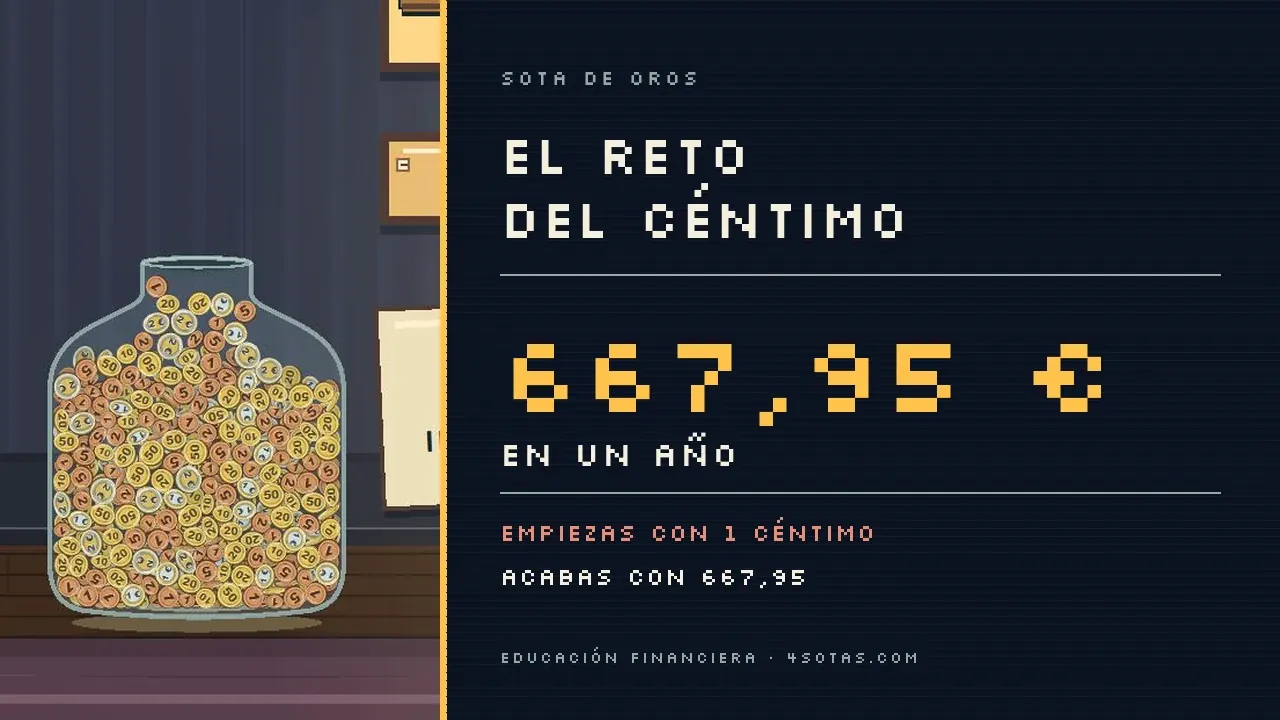 SOTA DE OROS
EL RETO
DEL CÉNTIMO
667,95 €
EN UN AÑO
EMPIEZAS CON 1 CÉNTIMO
ACABAS CON 667,95
EDUCACIÓN FINANCIERA · 4SOTAS.COM